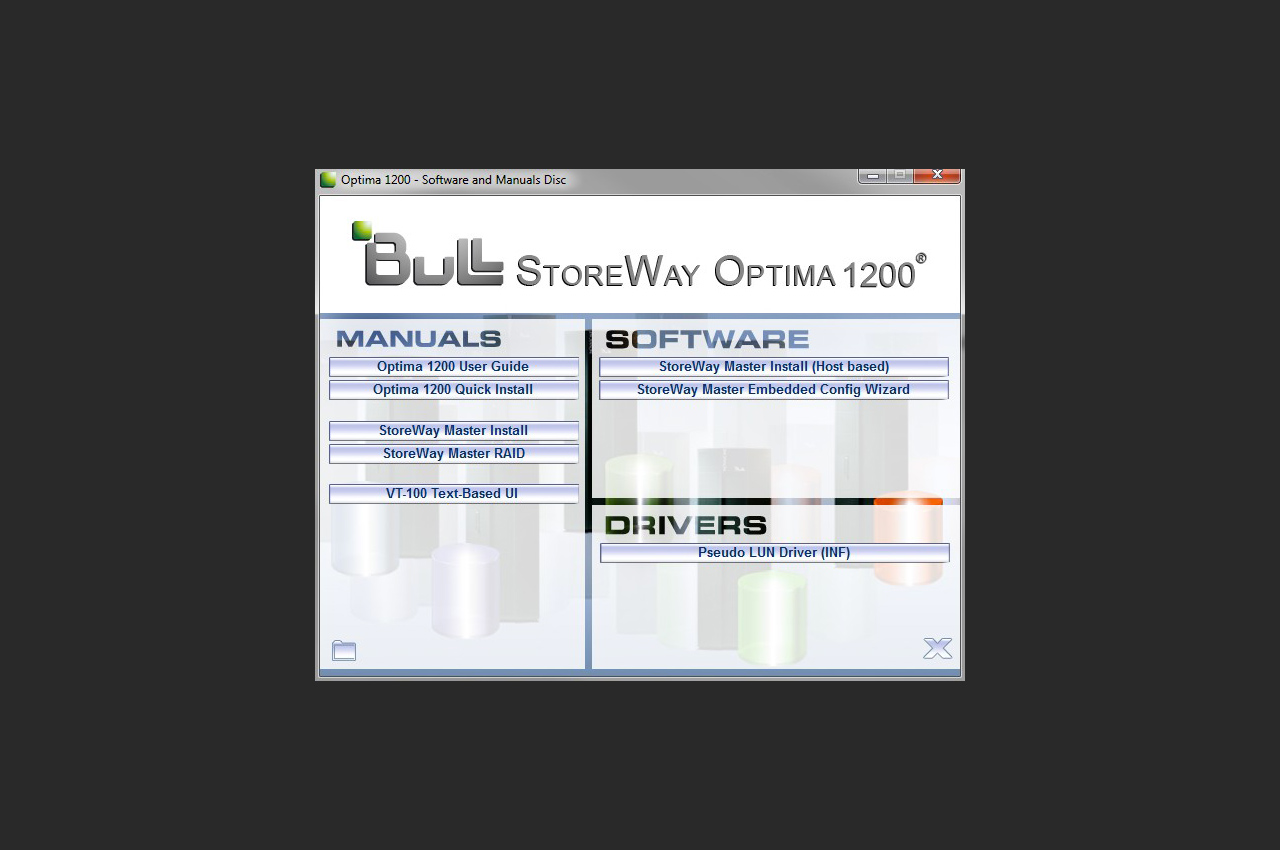 Optima 1200 - Software and Manuals Disc
Bull StoreWay Optima 1200®
MANUALS
Optima 1200 User Guide
Optima 1200 Quick Install
StoreWay Master Install
StoreWay Master RAID
VT-100 Text-Based UI
SOFTWARE
StoreWay Master Install (Host based)
StoreWay Master Embedded Config Wizard
DRIVERS
Pseudo LUN Driver (INF)